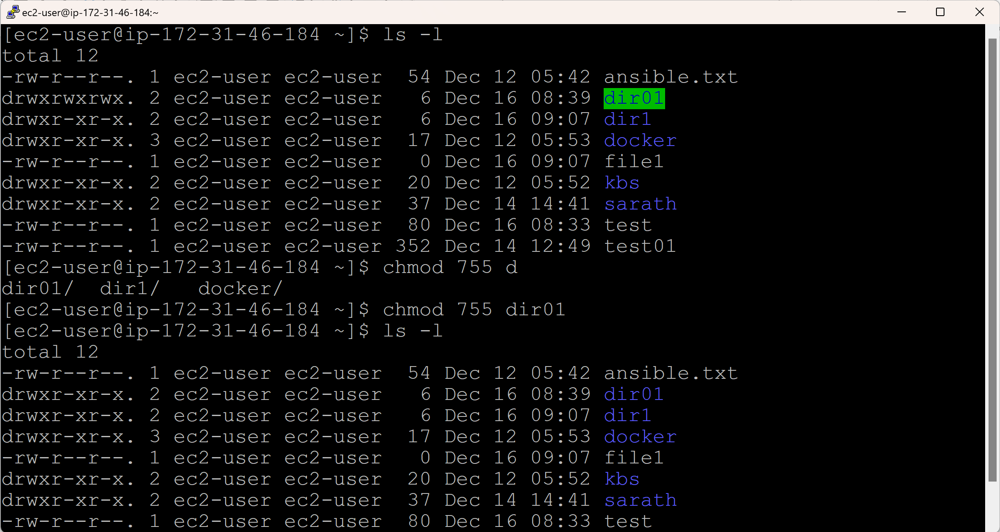 ec2-user@ip-172-31-46-184:~
[ec2-user@ip-172-31-46-184 ~]$ ls -l
total 12
-rw-r--r--. 1 ec2-user ec2-user  54 Dec 12 05:42 ansible.txt
drwxrwxrwx. 2 ec2-user ec2-user   6 Dec 16 08:39 dir01
drwxr-xr-x. 2 ec2-user ec2-user   6 Dec 16 09:07 dir1
drwxr-xr-x. 3 ec2-user ec2-user  17 Dec 12 05:53 docker
-rw-r--r--. 1 ec2-user ec2-user   0 Dec 16 09:07 file1
drwxr-xr-x. 2 ec2-user ec2-user  20 Dec 12 05:52 kbs
drwxr-xr-x. 2 ec2-user ec2-user  37 Dec 14 14:41 sarath
-rw-r--r--. 1 ec2-user ec2-user  80 Dec 16 08:33 test
-rw-r--r--. 1 ec2-user ec2-user 352 Dec 14 12:49 test01
[ec2-user@ip-172-31-46-184 ~]$ chmod 755 d
dir01/  dir1/   docker/
[ec2-user@ip-172-31-46-184 ~]$ chmod 755 dir01
[ec2-user@ip-172-31-46-184 ~]$ ls -l
total 12
-rw-r--r--. 1 ec2-user ec2-user  54 Dec 12 05:42 ansible.txt
drwxr-xr-x. 2 ec2-user ec2-user   6 Dec 16 08:39 dir01
drwxr-xr-x. 2 ec2-user ec2-user   6 Dec 16 09:07 dir1
drwxr-xr-x. 3 ec2-user ec2-user  17 Dec 12 05:53 docker
-rw-r--r--. 1 ec2-user ec2-user   0 Dec 16 09:07 file1
drwxr-xr-x. 2 ec2-user ec2-user  20 Dec 12 05:52 kbs
drwxr-xr-x. 2 ec2-user ec2-user  37 Dec 14 14:41 sarath
-rw-r--r--. 1 ec2-user ec2-user  80 Dec 16 08:33 test